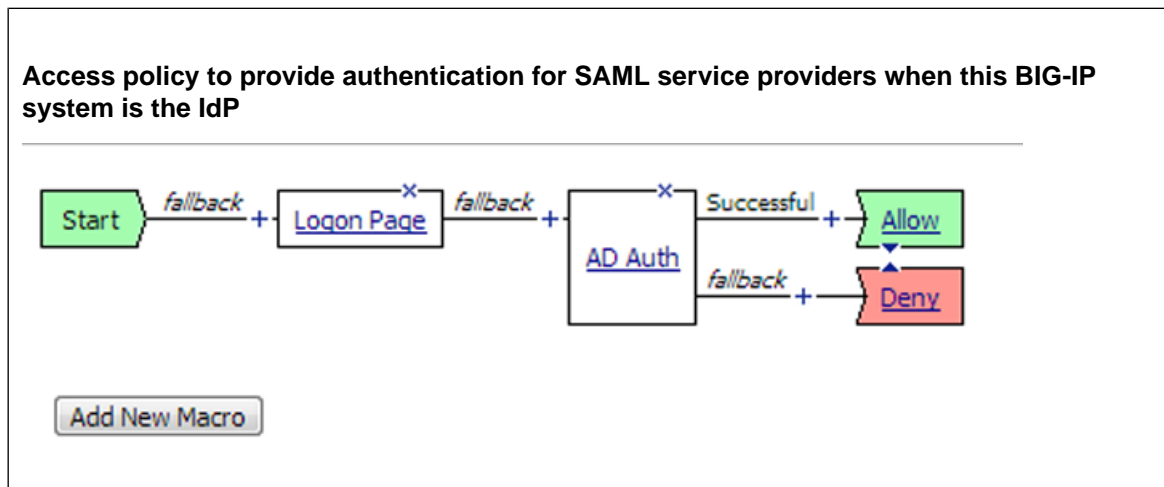 Access policy to provide authentication for SAML service providers when this BIG-IP
system is the IdP
Start
fallback
+
Logon Page
×
fallback
+
AD Auth
×
Successful
+
Allow
fallback
+
Deny
Add New Macro